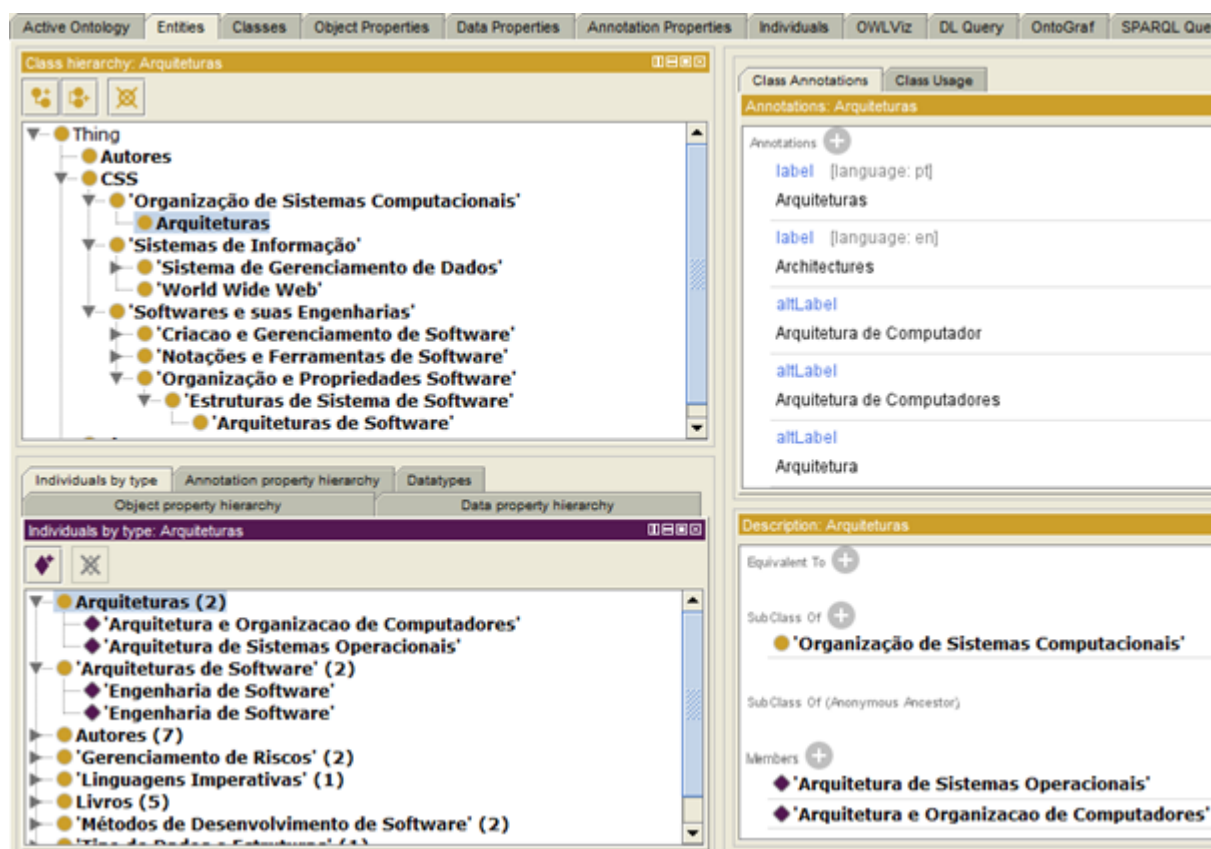 Active Ontology Entities Classes Object Properties Data Properties Annotation Properties Individuals OWLViz DL Query OntoGraf SPARQL Que
Class hierarchy: Arquiteturas
Thing
Autores
CSS
'Organização de Sistemas Computacionais'
Arquiteturas
'Sistemas de Informação'
'Sistema de Gerenciamento de Dados'
'World Wide Web'
'Softwares e suas Engenharias'
'Criacao e Gerenciamento de Software'
'Notações e Ferramentas de Software'
'Organização e Propriedades Software'
'Estruturas de Sistema de Software'
'Arquiteturas de Software'
Individuals by type Annotation property hierarchy Datatypes
Object property hierarchy Data property hierarchy
Individuals by type: Arquiteturas
Arquiteturas (2)
'Arquitetura e Organizacao de Computadores'
'Arquitetura de Sistemas Operacionais'
'Arquiteturas de Software' (2)
'Engenharia de Software'
'Engenharia de Software'
Autores (7)
'Gerenciamento de Riscos' (2)
'Linguagens Imperativas' (1)
Livros (5)
'Métodos de Desenvolvimento de Software' (2)
Class Annotations Class Usage
Annotations: Arquiteturas
Annotations
label [language: pt]
Arquiteturas
label [language: en]
Architectures
altLabel
Arquitetura de Computador
altLabel
Arquitetura de Computadores
altLabel
Arquitetura
Description: Arquiteturas
Equivalent To
SubClass Of
'Organização de Sistemas Computacionais'
SubClass Of (Anonymous Ancestor)
Members
'Arquitetura de Sistemas Operacionais'
'Arquitetura e Organizacao de Computadores'